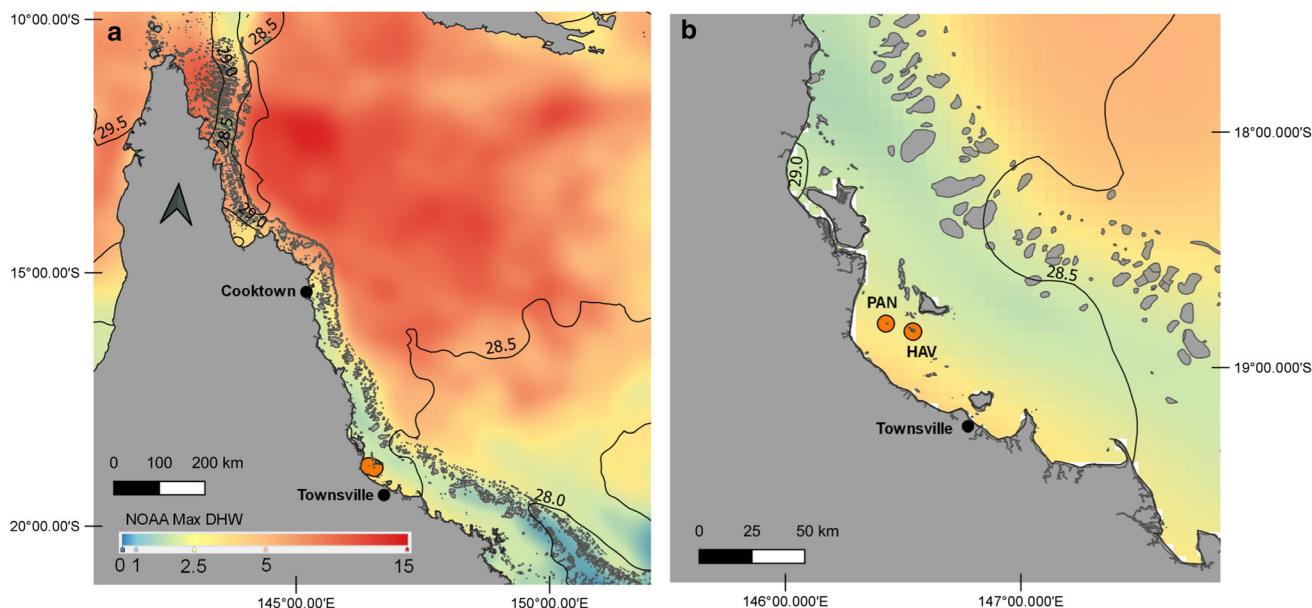 a
10°00.00'S
15°00.00'S
20°00.00'S
28.5
29.0
29.5
28.5
29.0
Cooktown
28.5
0 100 200 km
Townsville
28.0
NOAA Max DHW
0 1 2.5 5 15
145°00.00'E
150°00.00'E
b
18°00.000'S
29.0
28.5
PAN
HAV
19°00.000'S
Townsville
0 25 50 km
146°00.000'E
147°00.000'E